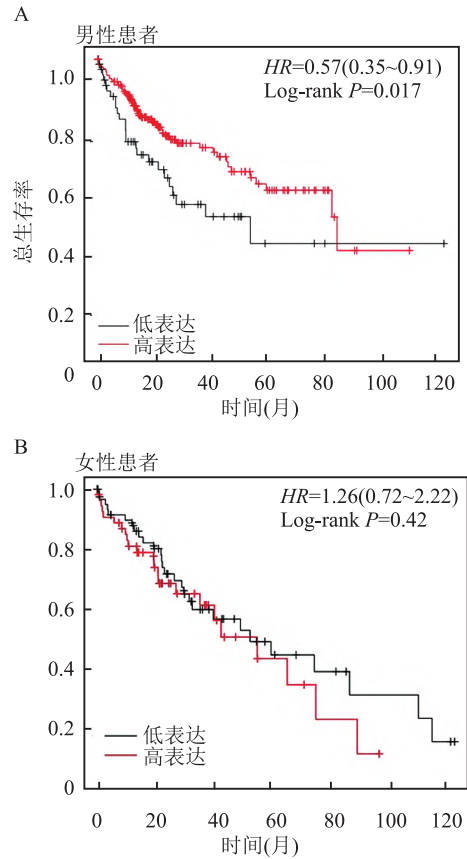 A
男性患者
HR=0.57(0.35~0.91)
Log-rank P=0.017
1.0
0.8
0.6
0.4
0.2
0
总生存率
低表达
高表达
0 20 40 60 80 100 120
时间(月)
B
女性患者
HR=1.26(0.72~2.22)
Log-rank P=0.42
1.0
0.8
0.6
0.4
0.2
0
低表达
高表达
0 20 40 60 80 100 120
时间(月)